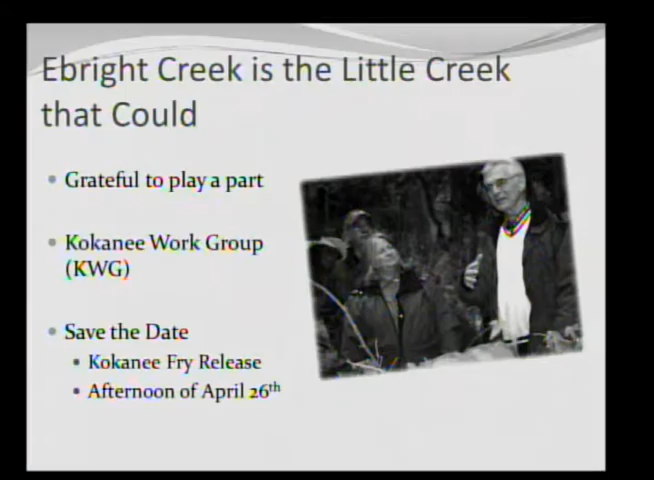 Ebright Creek is the Little Creek
that Could
Grateful to play a part
Kokanee Work Group
(KWG)
Save the Date
Kokanee Fry Release
Afternoon of April 26th